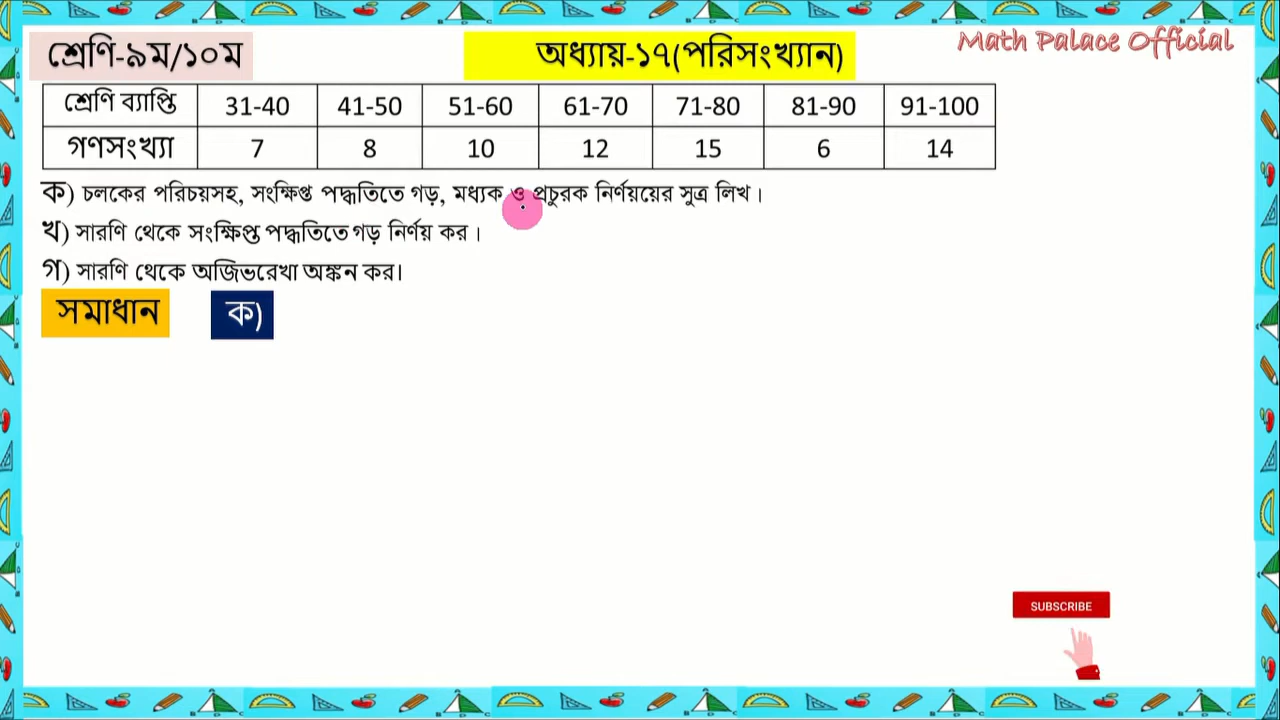 শ্রেণি-৯ম/১০ম অধ্যায়-১৭(পরিসংখ্যান) Math Palace Official
শ্রেণি ব্যাপ্তি 31-40 41-50 51-60 61-70 71-80 81-90 91-100
গণসংখ্যা 7 8 10 12 15 6 14
ক) চলকের পরিচয়সহ, সংক্ষিপ্ত পদ্ধতিতে গড়, মধ্যক ও প্রচুরক নির্ণয়ের সুত্র লিখ।
খ) সারণি থেকে সংক্ষিপ্ত পদ্ধতিতে গড় নির্ণয় কর।
গ) সারণি থেকে অজিভরেখা অঙ্কন কর।
সমাধান ক)
SUBSCRIBE